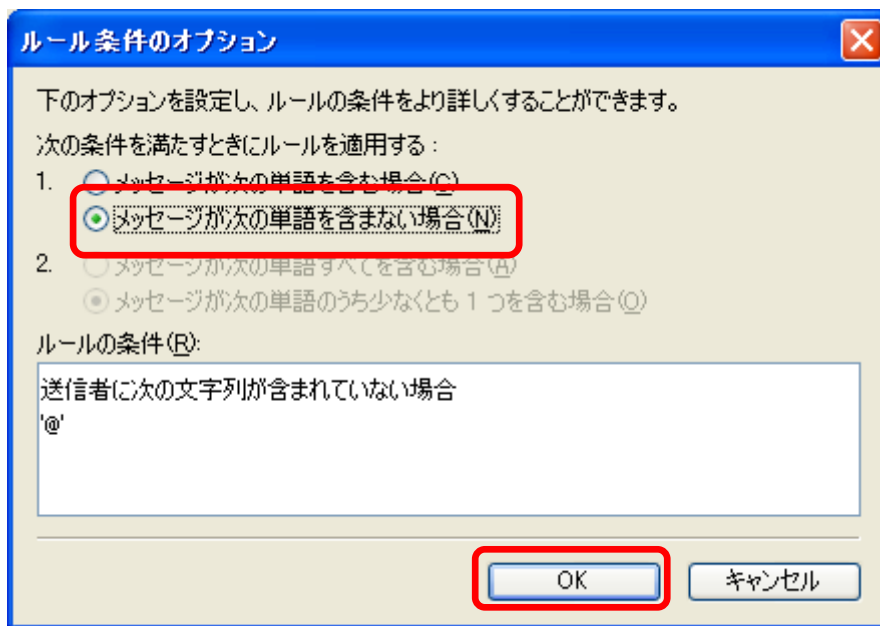 ルール条件のオプション
下のオプションを設定し、ルールの条件をより詳しくすることができます。
次の条件を満たすときにルールを適用する：
1. メッセージが次の単語を含む場合(C)
メッセージが次の単語を含まない場合(N)
2. メッセージが次の単語すべてを含む場合(A)
メッセージが次の単語のうち少なくとも 1 つを含む場合(O)
ルールの条件(R):
送信者に次の文字列が含まれていない場合
'@'
OK キャンセル